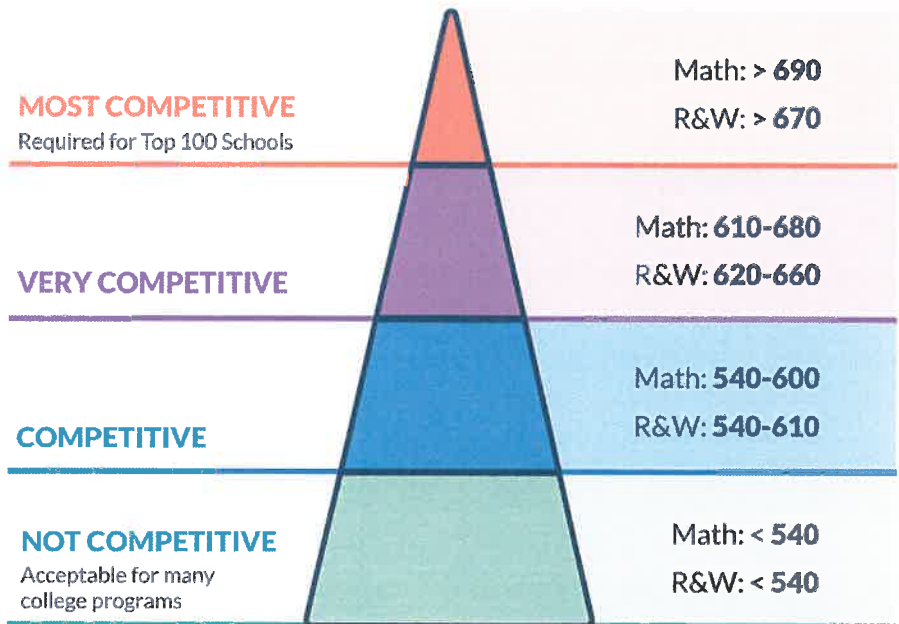 MOST COMPETITIVE
Required for Top 100 Schools
Math: > 690
R&W: > 670
VERY COMPETITIVE
Math: 610-680
R&W: 620-660
COMPETITIVE
Math: 540-600
R&W: 540-610
NOT COMPETITIVE
Acceptable for many
college programs
Math: < 540
R&W: < 540